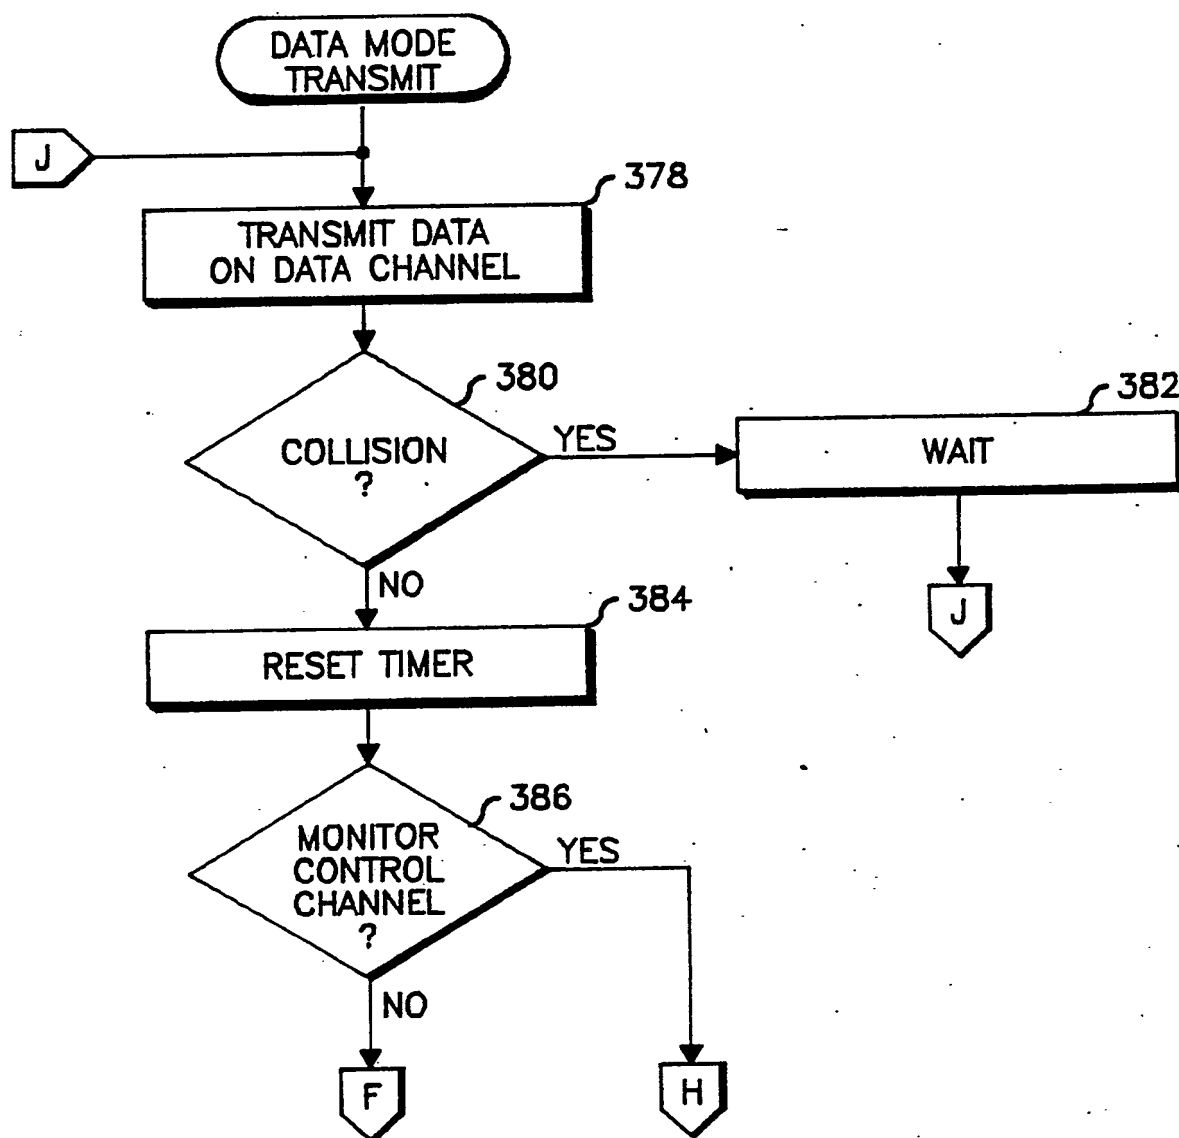 DATA MODE
TRANSMIT
J
378
TRANSMIT DATA
ON DATA CHANNEL
380
COLLISION
?
YES
382
WAIT
NO
J
384
RESET TIMER
386
MONITOR
CONTROL
CHANNEL
?
YES
NO
F
H